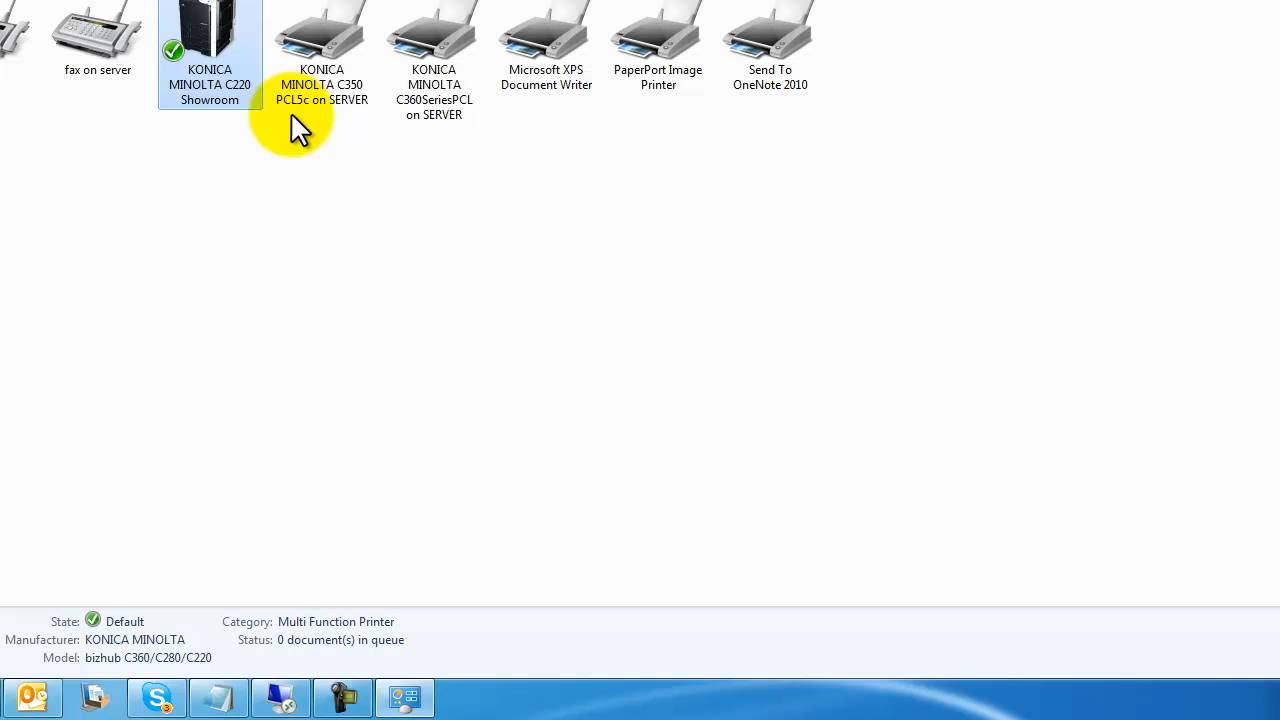 fax on server
KONICA
MINOLTA C220
Showroom
KONICA
MINOLTA C350
PCL5c on SERVER
KONICA
MINOLTA
C360SeriesPCL
on SERVER
Microsoft XPS
Document Writer
PaperPort Image
Printer
Send To
OneNote 2010
State: Default Category: Multi Function Printer
Manufacturer: KONICA MINOLTA Status: 0 document(s) in queue
Model: bizhub C360/C280/C220
3